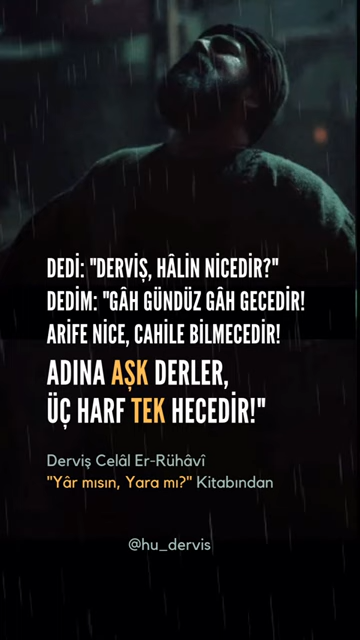 DEDİ: "DERVİŞ, HÂLİN NİCEDİR?"
DEDİM: "GÂH GÜNDÜZ GÂH GECEDİR!
ARİFE NİCE, CAHİLE BİLMECEDİR!
ADINA AŞK DERLER,
ÜÇ HARF TEK HECEDİR!"
Derviş Celâl Er-Rühâvî
"Yâr mısın, Yara mı?" Kitabından
@hu_dervis